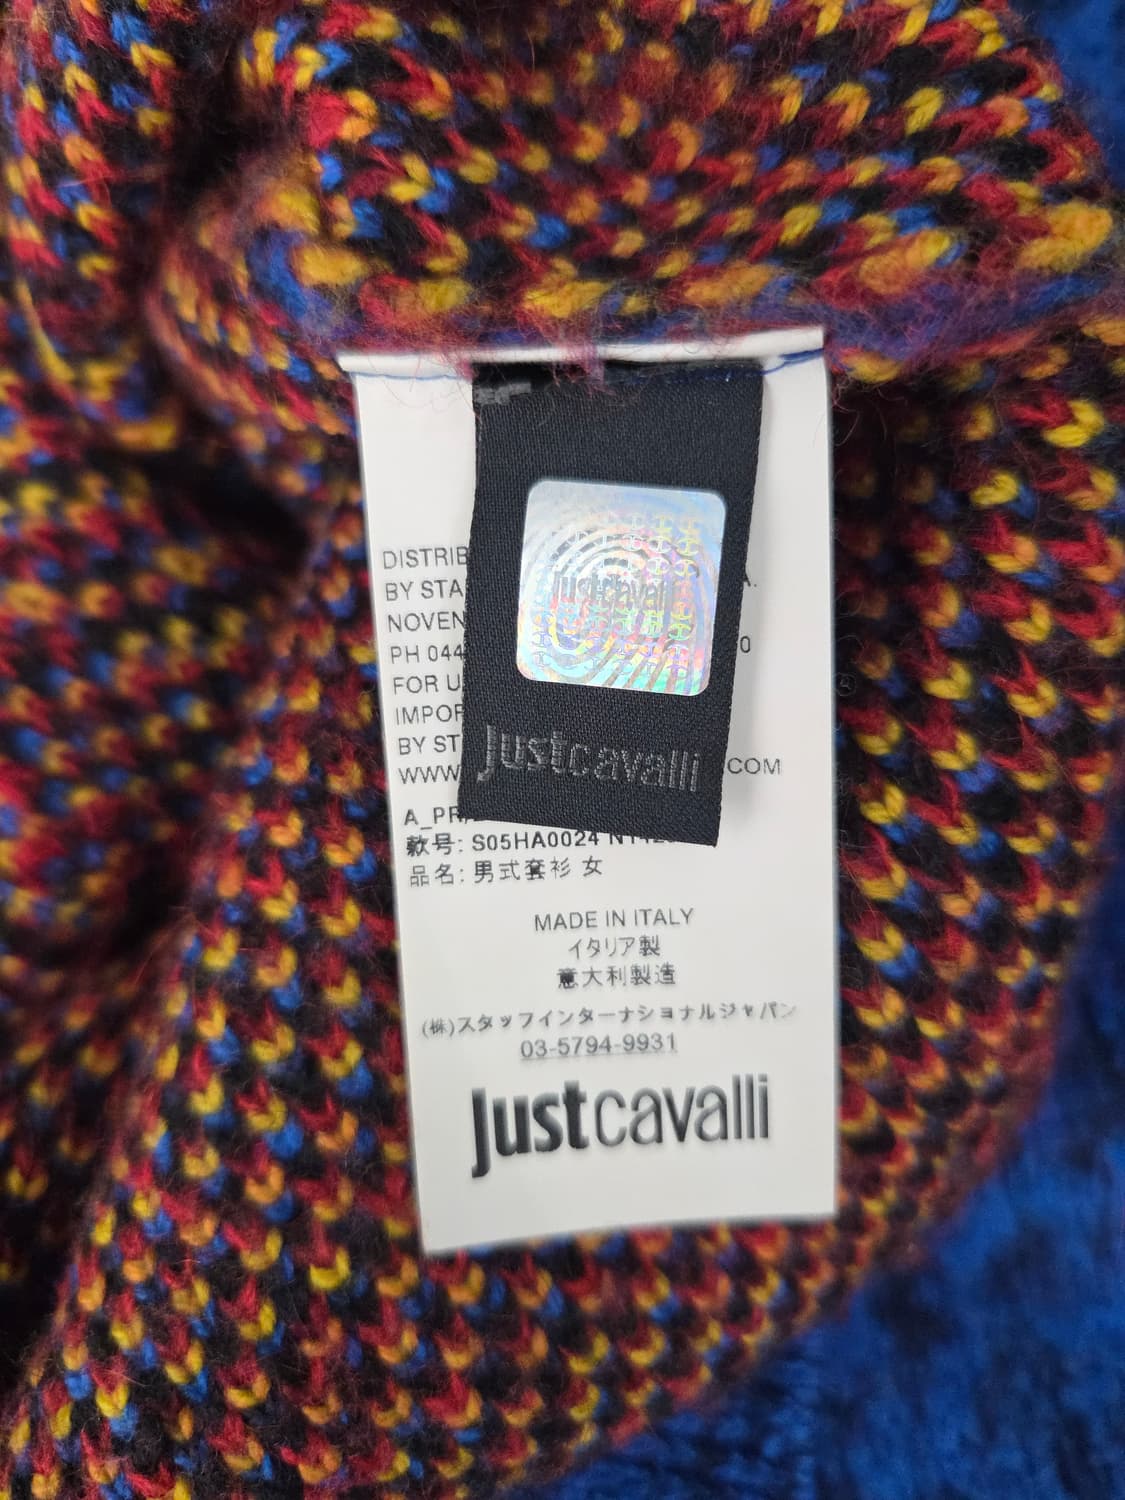 justcavalli
justcavalli
DISTRIB
BY STA A.
NOVEN
PH 044 0
FOR U
IMPOR
BY ST
WWW COM
A_PR
款号: S05HA0024
品名: 男式套衫 女
MADE IN ITALY
イタリア製
意大利製造
(株)スタッフインターナショナルジャパン
03-5794-9931
justcavalli